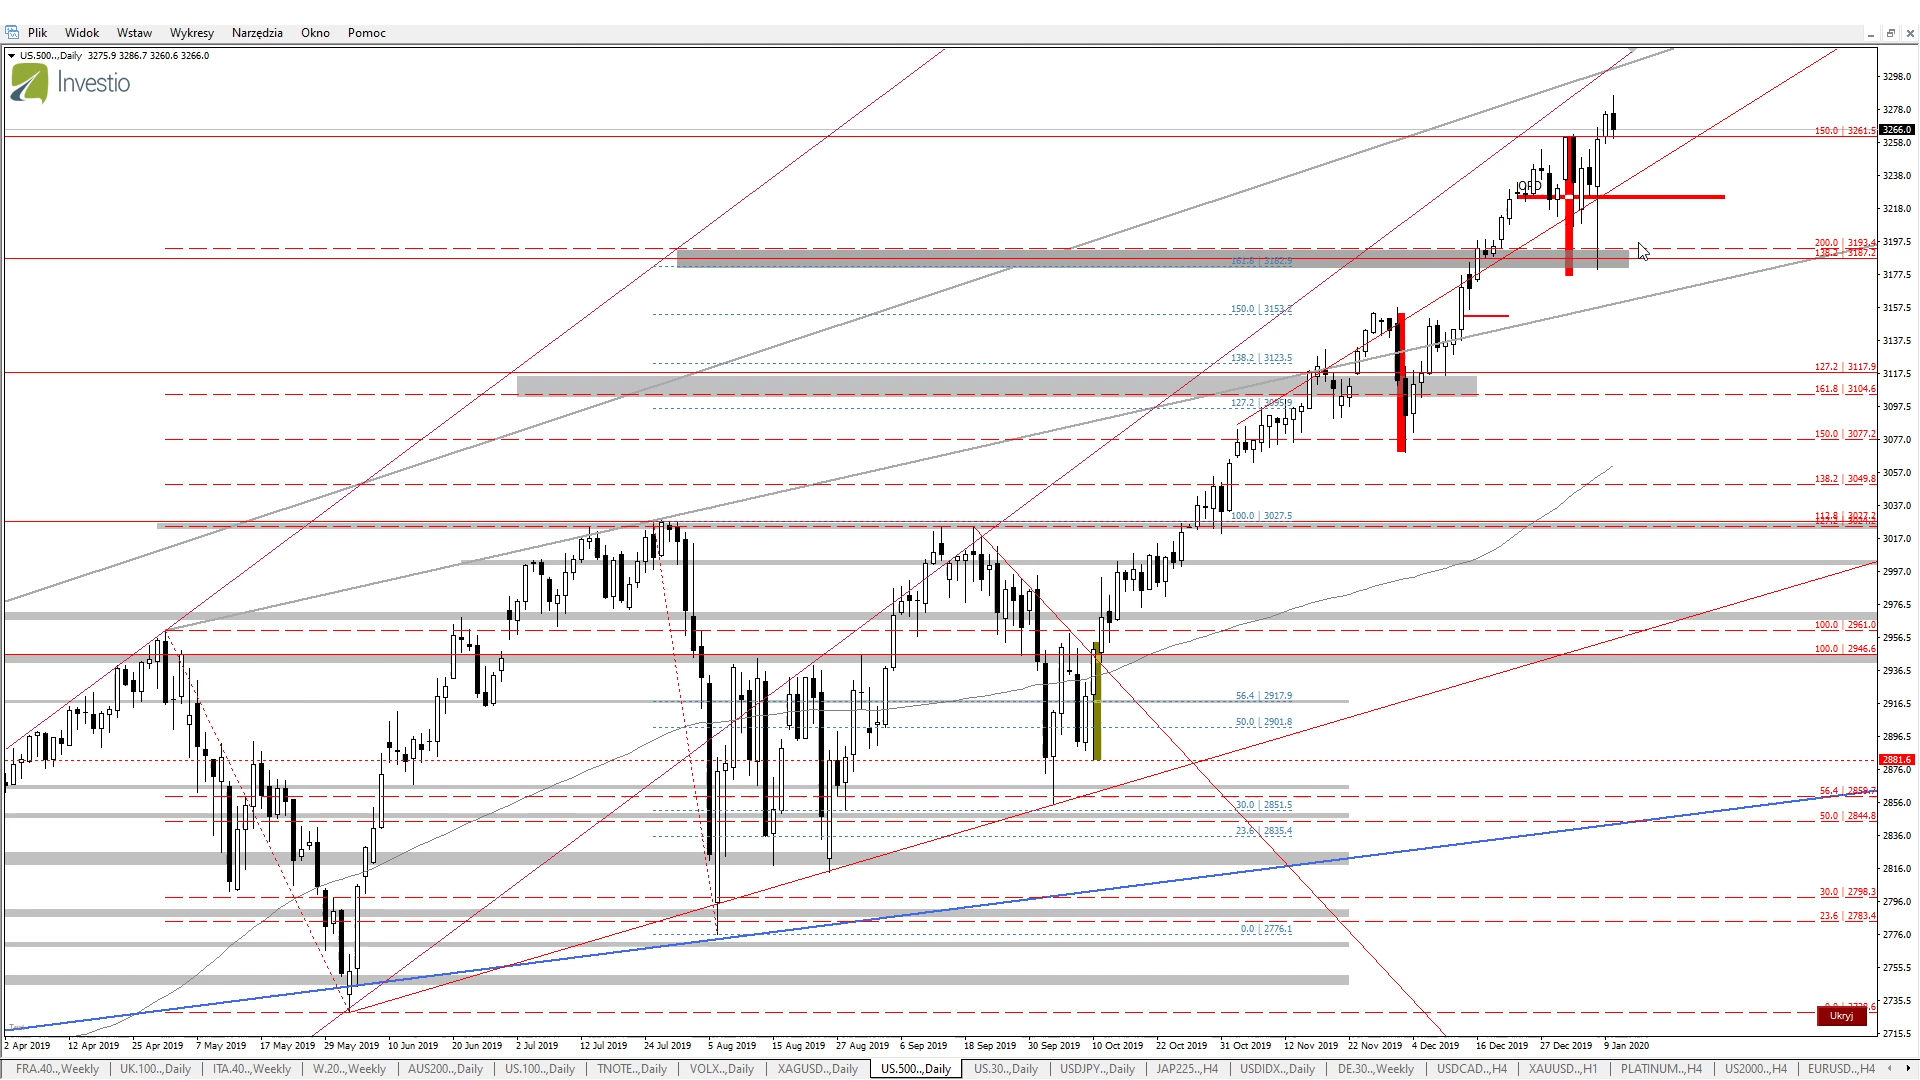 Plik Widok Wstaw Wykresy Narzędzia Okno Pomoc
US.500..,Daily 3275.9 3286.7 3260.6 3266.0
Investio
3298.0
3278.0
150.0 | 3261.5
3266.0
3258.0
3238.0
3218.0
200.0 | 3193.4
3197.5
138.2 | 3187.2
161.8 | 3182.9
3177.5
150.0 | 3153.2
3157.5
3137.5
138.2 | 3123.5
127.2 | 3117.9
3117.5
161.8 | 3104.6
127.2 | 3095.9
3097.5
150.0 | 3077.2
3077.0
3057.0
138.2 | 3049.8
3037.0
100.0 | 3027.5
112.8 | 3027.2
3017.0
2997.0
2976.5
100.0 | 2961.0
2956.5
100.0 | 2946.6
2936.5
56.4 | 2917.9
2916.5
50.0 | 2901.8
2896.5
2881.6
2876.0
56.4 | 2859.7
30.0 | 2851.5
2856.0
50.0 | 2844.8
23.6 | 2835.4
2836.0
2816.0
30.0 | 2798.3
2796.0
23.6 | 2783.4
0.0 | 2776.1
2776.0
2755.5
2735.5
Ukryj
2715.5
2 Apr 2019 12 Apr 2019 25 Apr 2019 7 May 2019 17 May 2019 29 May 2019 10 Jun 2019 20 Jun 2019 2 Jul 2019 12 Jul 2019 24 Jul 2019 5 Aug 2019 15 Aug 2019 27 Aug 2019 6 Sep 2019 18 Sep 2019 30 Sep 2019 10 Oct 2019 22 Oct 2019 31 Oct 2019 12 Nov 2019 22 Nov 2019 4 Dec 2019 16 Dec 2019 27 Dec 2019 9 Jan 2020
FRA.40..,Weekly UK.100..,Daily ITA.40..,Weekly W.20..,Weekly AUS200..,Daily US.100..,Daily TNOTE..,Daily VOLX..,Daily XAGUSD..,Daily US.500..,Daily US.30..,Daily USDJPY..,Daily JAP225..,H4 USDIDX..,Daily DE.30..,Weekly USDCAD..,H4 XAUUSD..,H1 PLATINUM..,H4 US2000..,H4 EURUSD..,H4